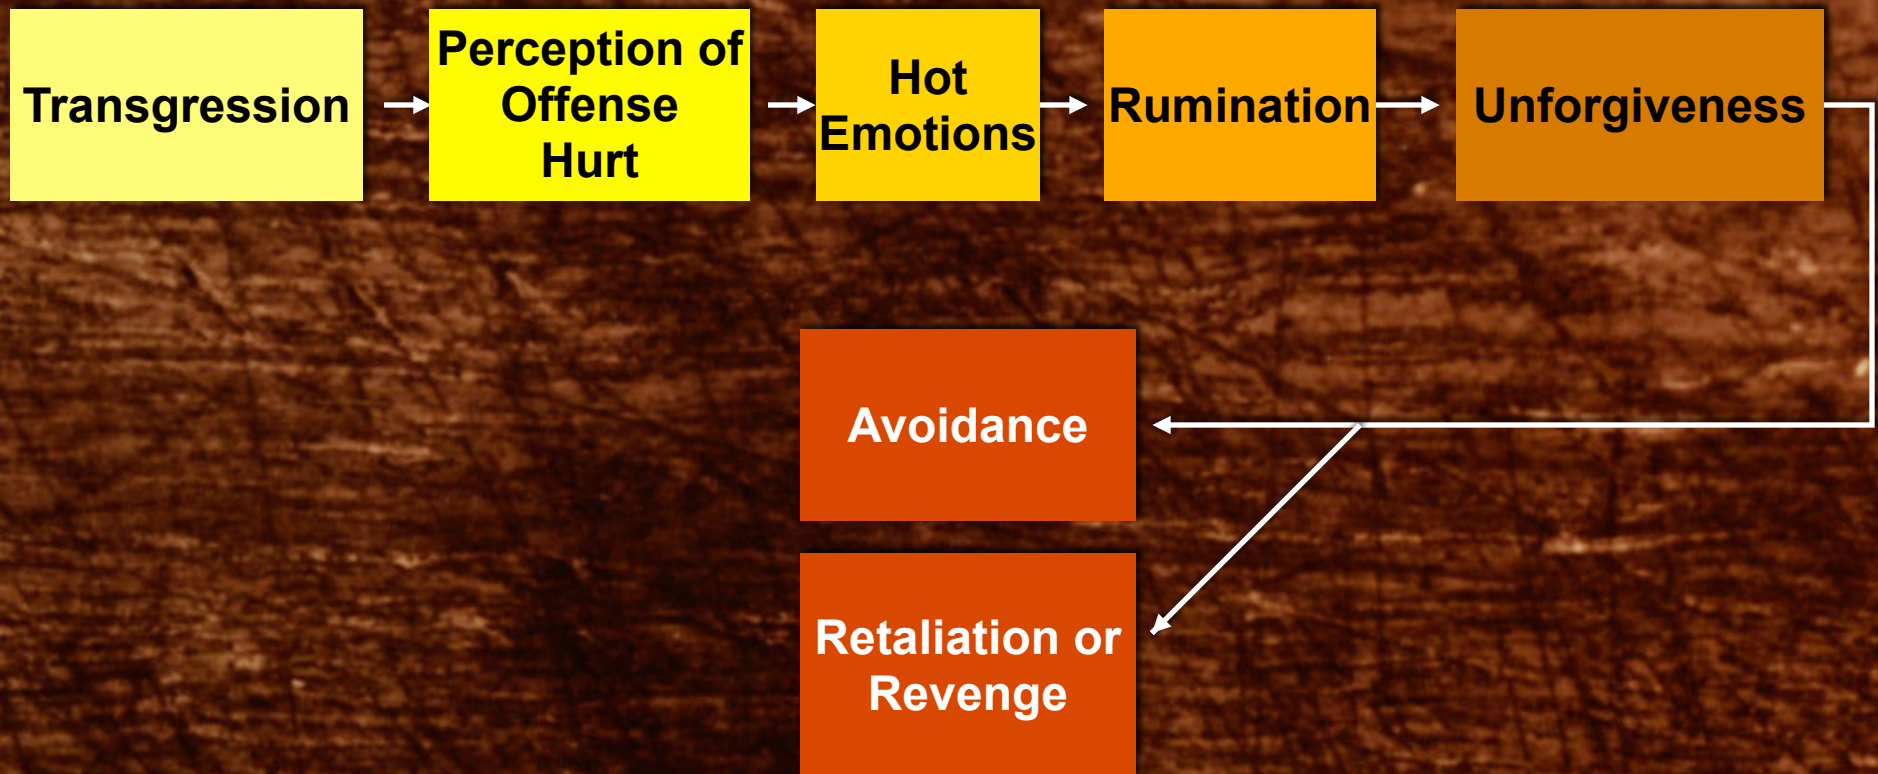 Transgression
Perception of
Offense
Hurt
Hot
Emotions
Rumination
Unforgiveness
Avoidance
Retaliation or
Revenge